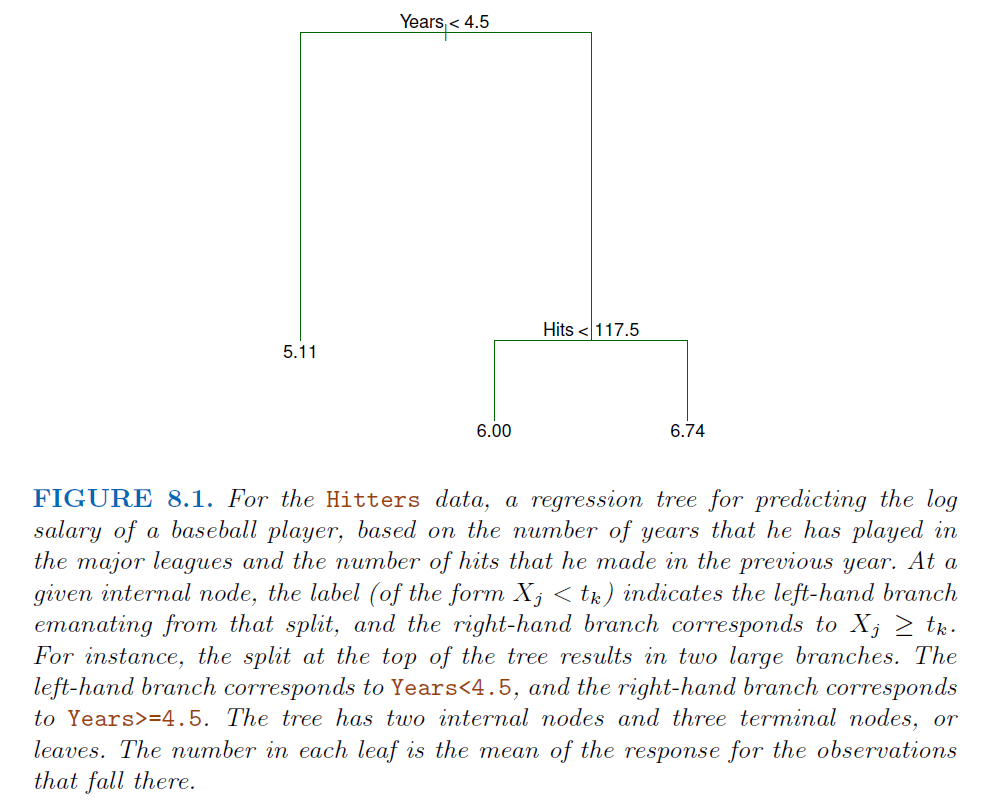 Years < 4.5
Hits < 117.5
5.11
6.00
6.74
FIGURE 8.1. For the Hitters data, a regression tree for predicting the log
salary of a baseball player, based on the number of years that he has played in
the major leagues and the number of hits that he made in the previous year. At a
given internal node, the label (of the form Xj < tk) indicates the left-hand branch
emanating from that split, and the right-hand branch corresponds to Xj ≥ tk.
For instance, the split at the top of the tree results in two large branches. The
left-hand branch corresponds to Years<4.5, and the right-hand branch corresponds
to Years>=4.5. The tree has two internal nodes and three terminal nodes, or
leaves. The number in each leaf is the mean of the response for the observations
that fall there.